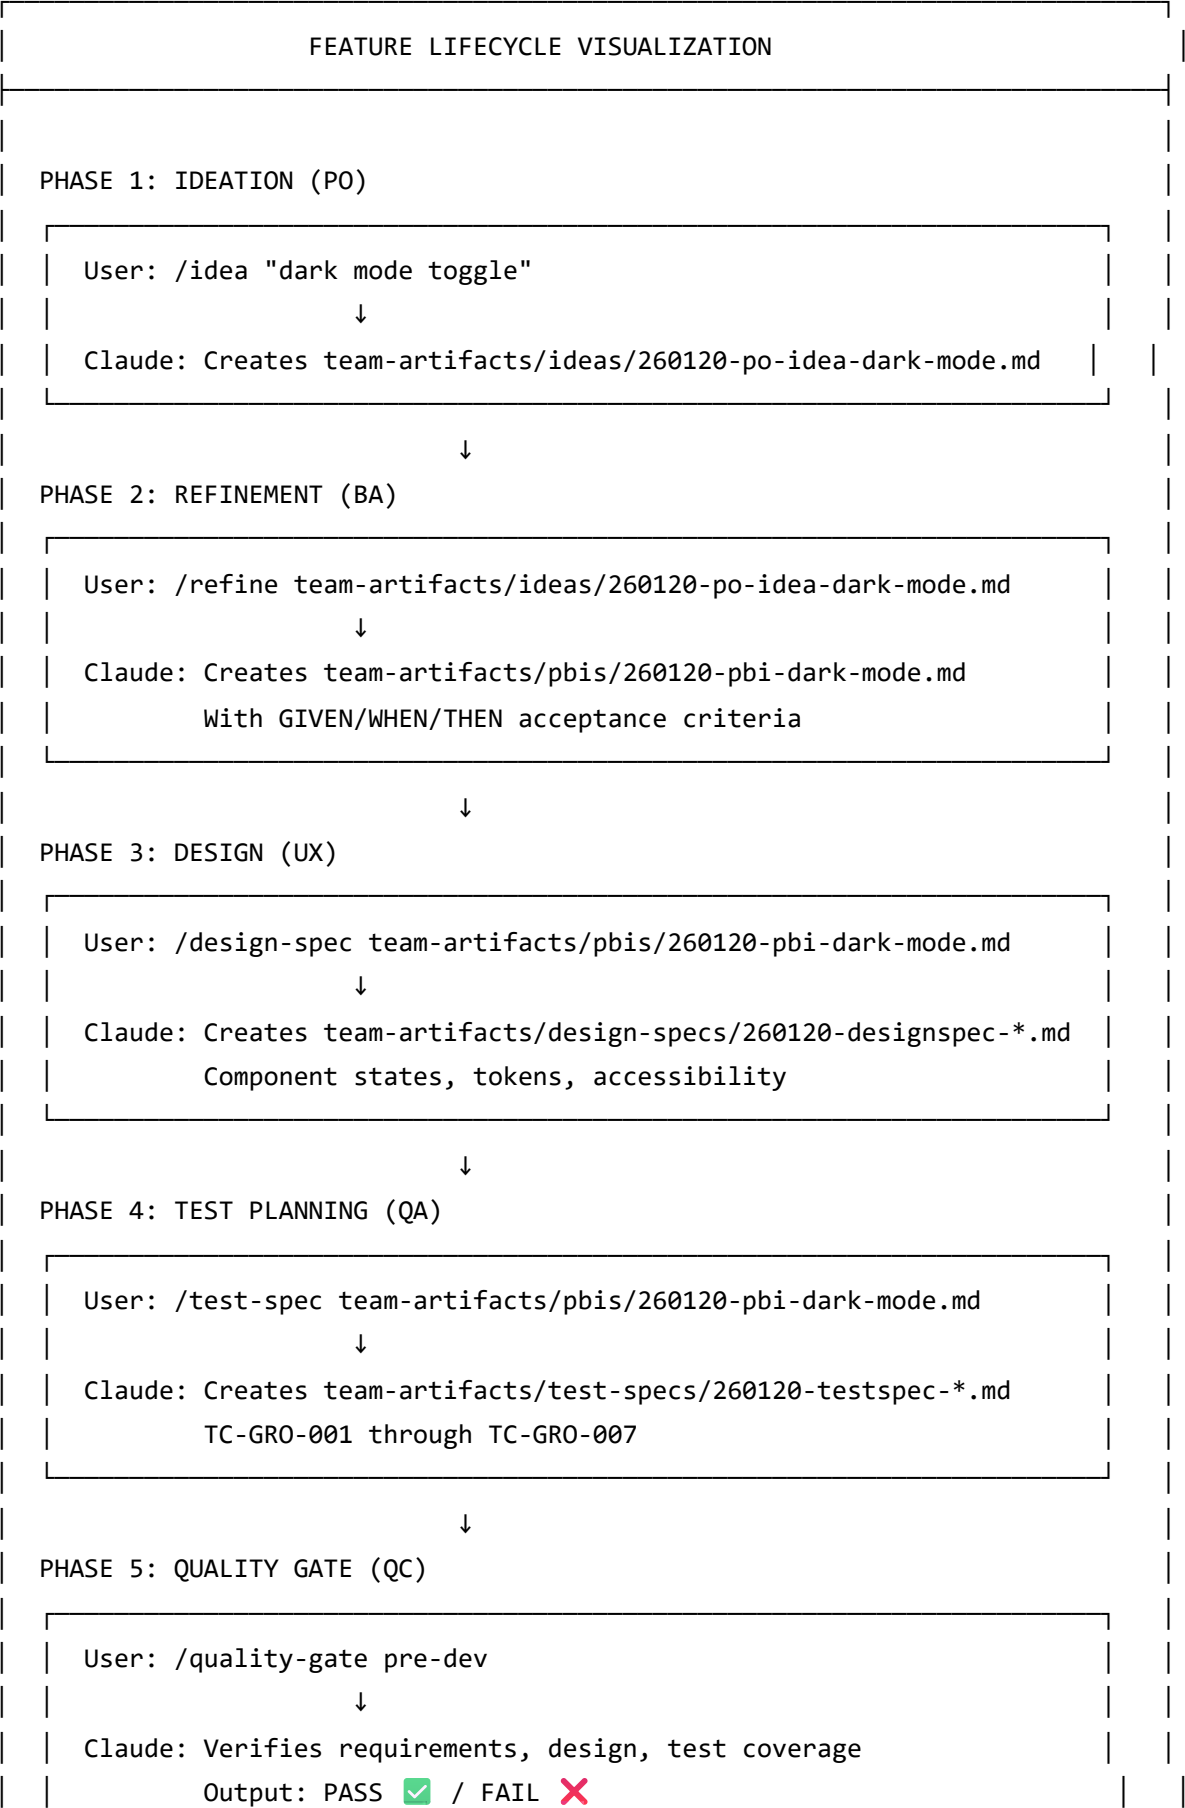 FEATURE LIFECYCLE VISUALIZATION
PHASE 1: IDEATION (PO)
User: /idea "dark mode toggle"
↓
Claude: Creates team-artifacts/ideas/260120-po-idea-dark-mode.md
↓
PHASE 2: REFINEMENT (BA)
User: /refine team-artifacts/ideas/260120-po-idea-dark-mode.md
↓
Claude: Creates team-artifacts/pbis/260120-pbi-dark-mode.md
With GIVEN/WHEN/THEN acceptance criteria
↓
PHASE 3: DESIGN (UX)
User: /design-spec team-artifacts/pbis/260120-pbi-dark-mode.md
↓
Claude: Creates team-artifacts/design-specs/260120-designspec-*.md
Component states, tokens, accessibility
↓
PHASE 4: TEST PLANNING (QA)
User: /test-spec team-artifacts/pbis/260120-pbi-dark-mode.md
↓
Claude: Creates team-artifacts/test-specs/260120-testspec-*.md
TC-GRO-001 through TC-GRO-007
↓
PHASE 5: QUALITY GATE (QC)
User: /quality-gate pre-dev
↓
Claude: Verifies requirements, design, test coverage
Output: PASS ✅ / FAIL ❌